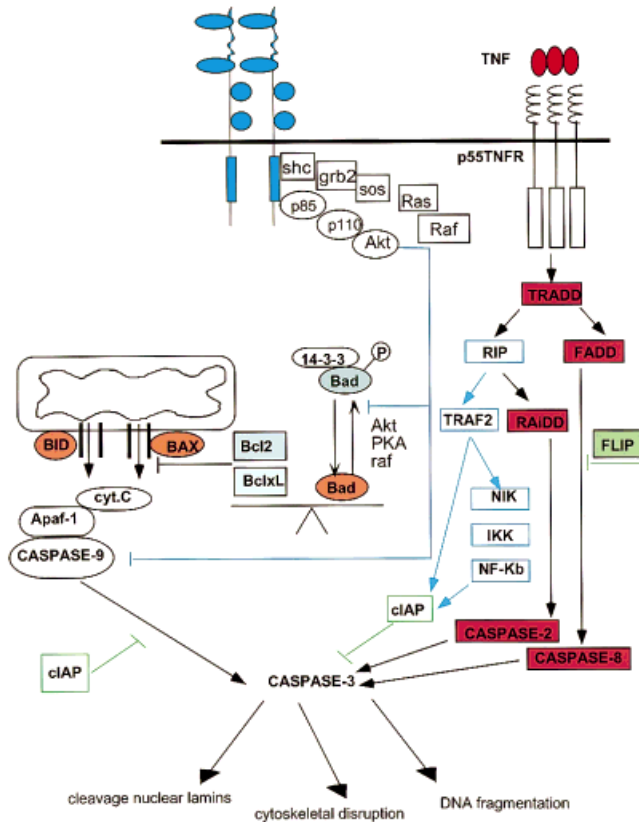 TNF
p55TNFR
shc
grb2
sos
Ras
Raf
p85
p110
Akt
TRADD
RIP
FADD
14-3-3
P
Bad
TRAF2
RAiDD
FLIP
BID
BAX
Bcl2
BclxL
Akt
PKA
raf
Bad
cyt.C
Apaf-1
CASPASE-9
NIK
IKK
NF-Kb
cIAP
CASPASE-2
CASPASE-8
cIAP
CASPASE-3
cleavage nuclear lamins
cytoskeletal disruption
DNA fragmentation